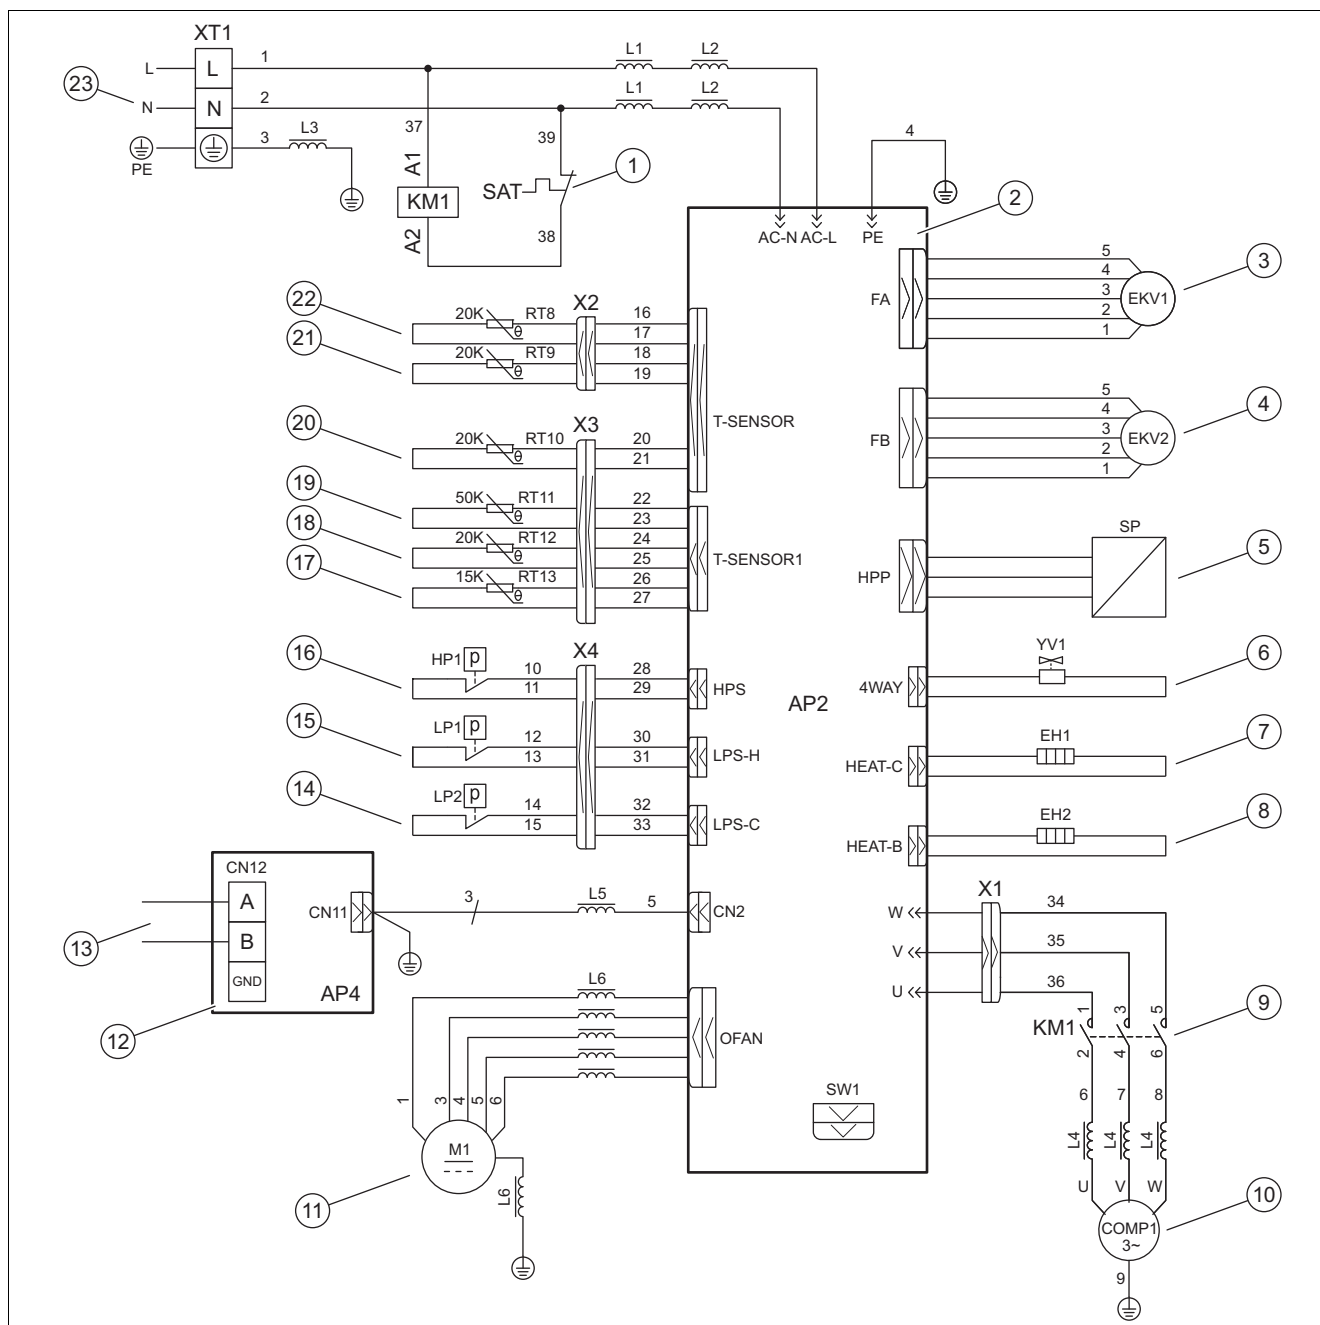 XT1
L L 1 L1 L2
23
N N 2 L1 L2
PE 3 L3
37 39 4
A1 SAT 1
KM1
A2 38
2
AC-N AC-L PE
FA 5 4 3 2 1 EKV1 3
22 20K RT8 X2 16
17
21 20K RT9 18
19
T-SENSOR
FB 5 4 3 2 1 EKV2 4
20 20K RT10 X3 20
21
19 50K RT11 22
23
18 20K RT12 24
25
T-SENSOR1
17 15K RT13 26
27
HPP SP 5
16 HP1 p 10 X4 28
11 29 HPS
4WAY YV1 6
AP2
15 LP1 p 12 30
13 31 LPS-H
HEAT-C EH1 7
14 LP2 p 14 32
15 33 LPS-C
HEAT-B EH2 8
CN12
A
B
GND
CN11
AP4
13
12
3 L5 5 CN2
X1
W 34
V 35
U 36
L6
OFAN
1 3 4 5 6
M1
L6
11
SW1
KM1 1 3 5 9
2 4 6
6 7 8
L4 L4 L4
U V W
COMP1
3~
10
9